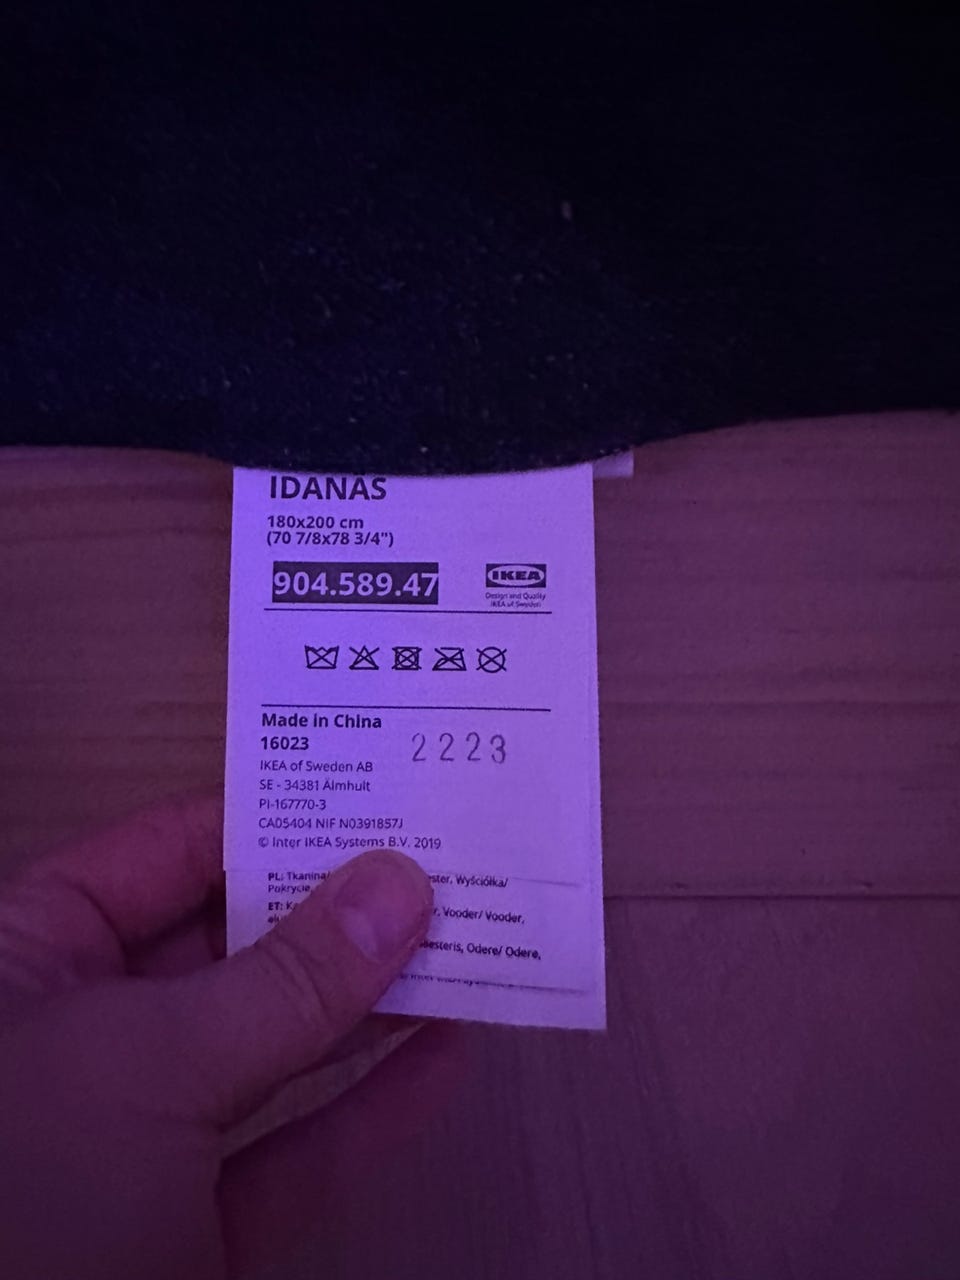 IDANÄS
180x200 cm
(70 7/8x78 3/4")
904.589.47
IKEA
Design and Quality
IKEA of Sweden
Made in China
16023
2223
IKEA of Sweden AB
SE - 34381 Älmhult
PI-167770-3
CA05404 NIF N0391857J
© Inter IKEA Systems B.V. 2019
PL: Tkanina/ Wyściółka/
Pokrycie,
ET: Vooder/ Vooder,
Odere/ Odere,